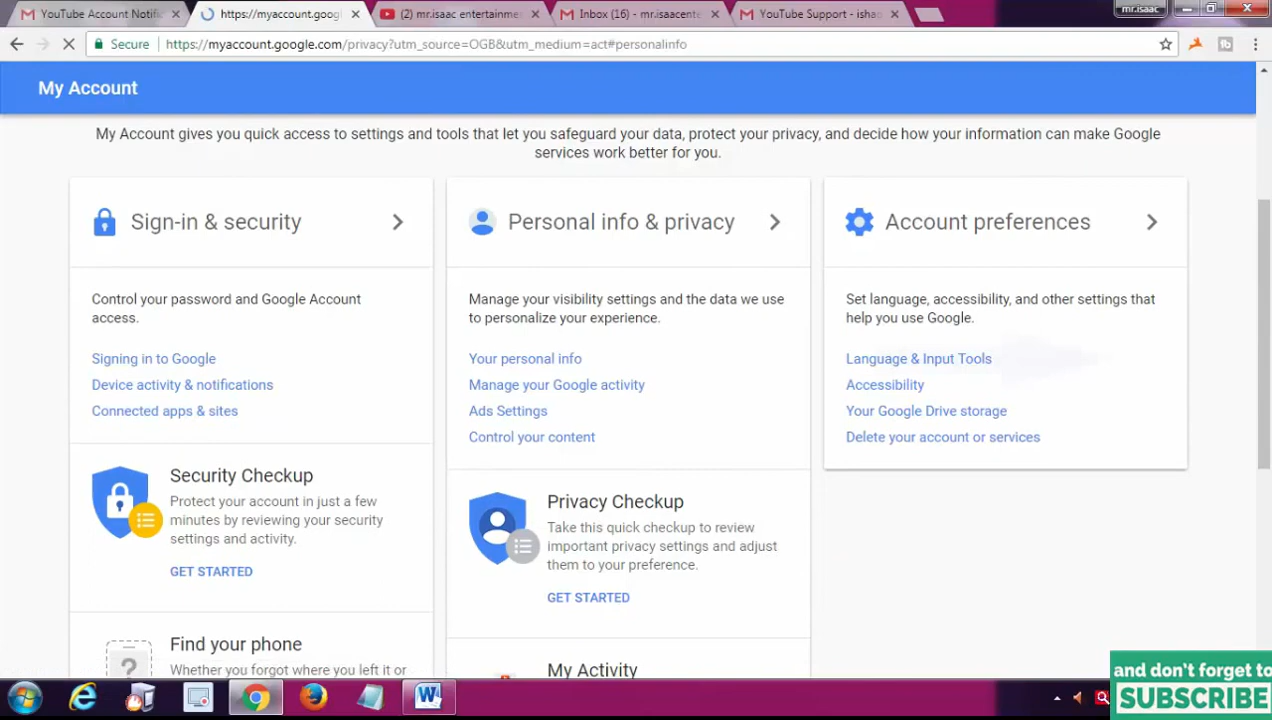 YouTube Account Notifi
https://myaccount.googl
(2) mr.isaac entertainme
Inbox (16) - mr.isaacente
YouTube Support - isha
mr.isaac
Secure
https://myaccount.google.com/privacy?utm_source=OGB&utm_medium=act#personalinfo
My Account
My Account gives you quick access to settings and tools that let you safeguard your data, protect your privacy, and decide how your information can make Google
services work better for you.
Sign-in & security
Control your password and Google Account
access.
Signing in to Google
Device activity & notifications
Connected apps & sites
Security Checkup
Protect your account in just a few
minutes by reviewing your security
settings and activity.
GET STARTED
Find your phone
Whether you forgot where you left it or
Personal info & privacy
Manage your visibility settings and the data we use
to personalize your experience.
Your personal info
Manage your Google activity
Ads Settings
Control your content
Privacy Checkup
Take this quick checkup to review
important privacy settings and adjust
them to your preference.
GET STARTED
My Activity
Account preferences
Set language, accessibility, and other settings that
help you use Google.
Language & Input Tools
Accessibility
Your Google Drive storage
Delete your account or services
and don't forget to
SUBSCRIBE